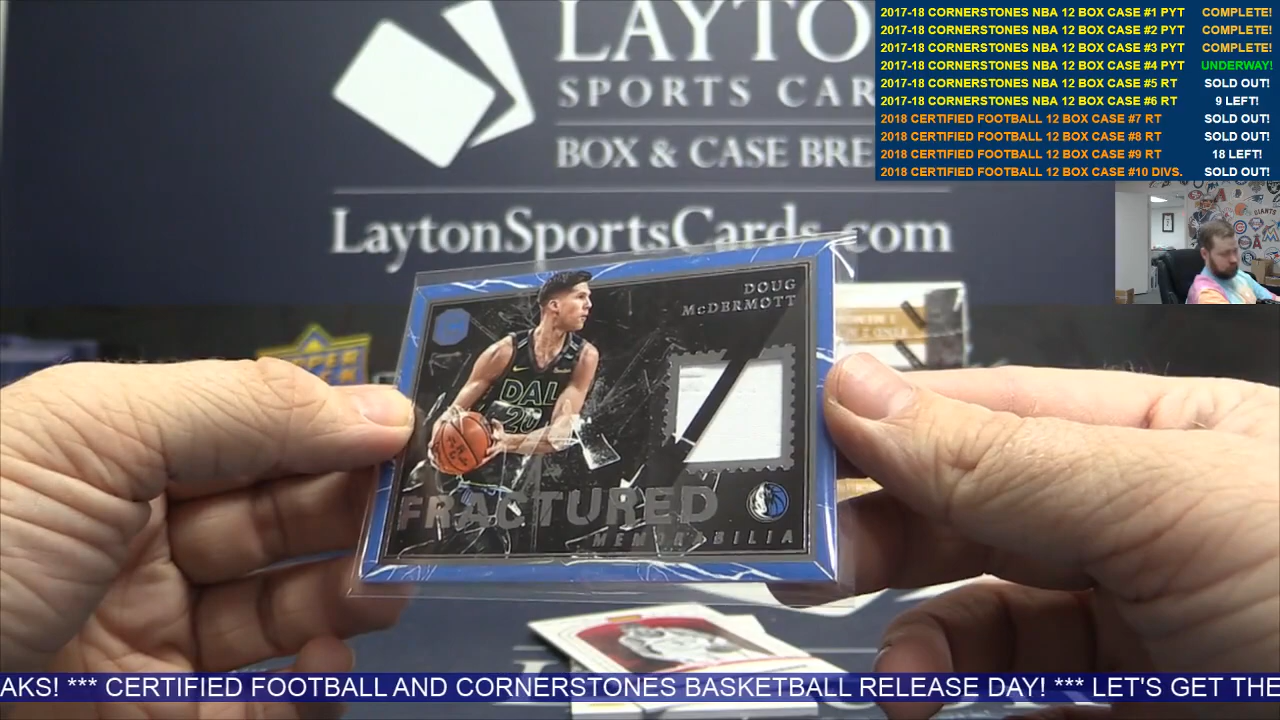 LAYTO
SPORTS CAR
BOX & CASE BRE
LaytonSportsCards.com
2017-18 CORNERSTONES NBA 12 BOX CASE #1 PYT COMPLETE!
2017-18 CORNERSTONES NBA 12 BOX CASE #2 PYT COMPLETE!
2017-18 CORNERSTONES NBA 12 BOX CASE #3 PYT COMPLETE!
2017-18 CORNERSTONES NBA 12 BOX CASE #4 PYT UNDERWAY!
2017-18 CORNERSTONES NBA 12 BOX CASE #5 RT SOLD OUT!
2017-18 CORNERSTONES NBA 12 BOX CASE #6 RT 9 LEFT!
2018 CERTIFIED FOOTBALL 12 BOX CASE #7 RT SOLD OUT!
2018 CERTIFIED FOOTBALL 12 BOX CASE #8 RT SOLD OUT!
2018 CERTIFIED FOOTBALL 12 BOX CASE #9 RT 18 LEFT!
2018 CERTIFIED FOOTBALL 12 BOX CASE #10 DIVS. SOLD OUT!
GIANTS
UPPER
DOUG
McDERMOTT
DAL
20
FRACTURED
MEMORABILIA
AKS! *** CERTIFIED FOOTBALL AND CORNERSTONES BASKETBALL RELEASE DAY! *** LET'S GET THE